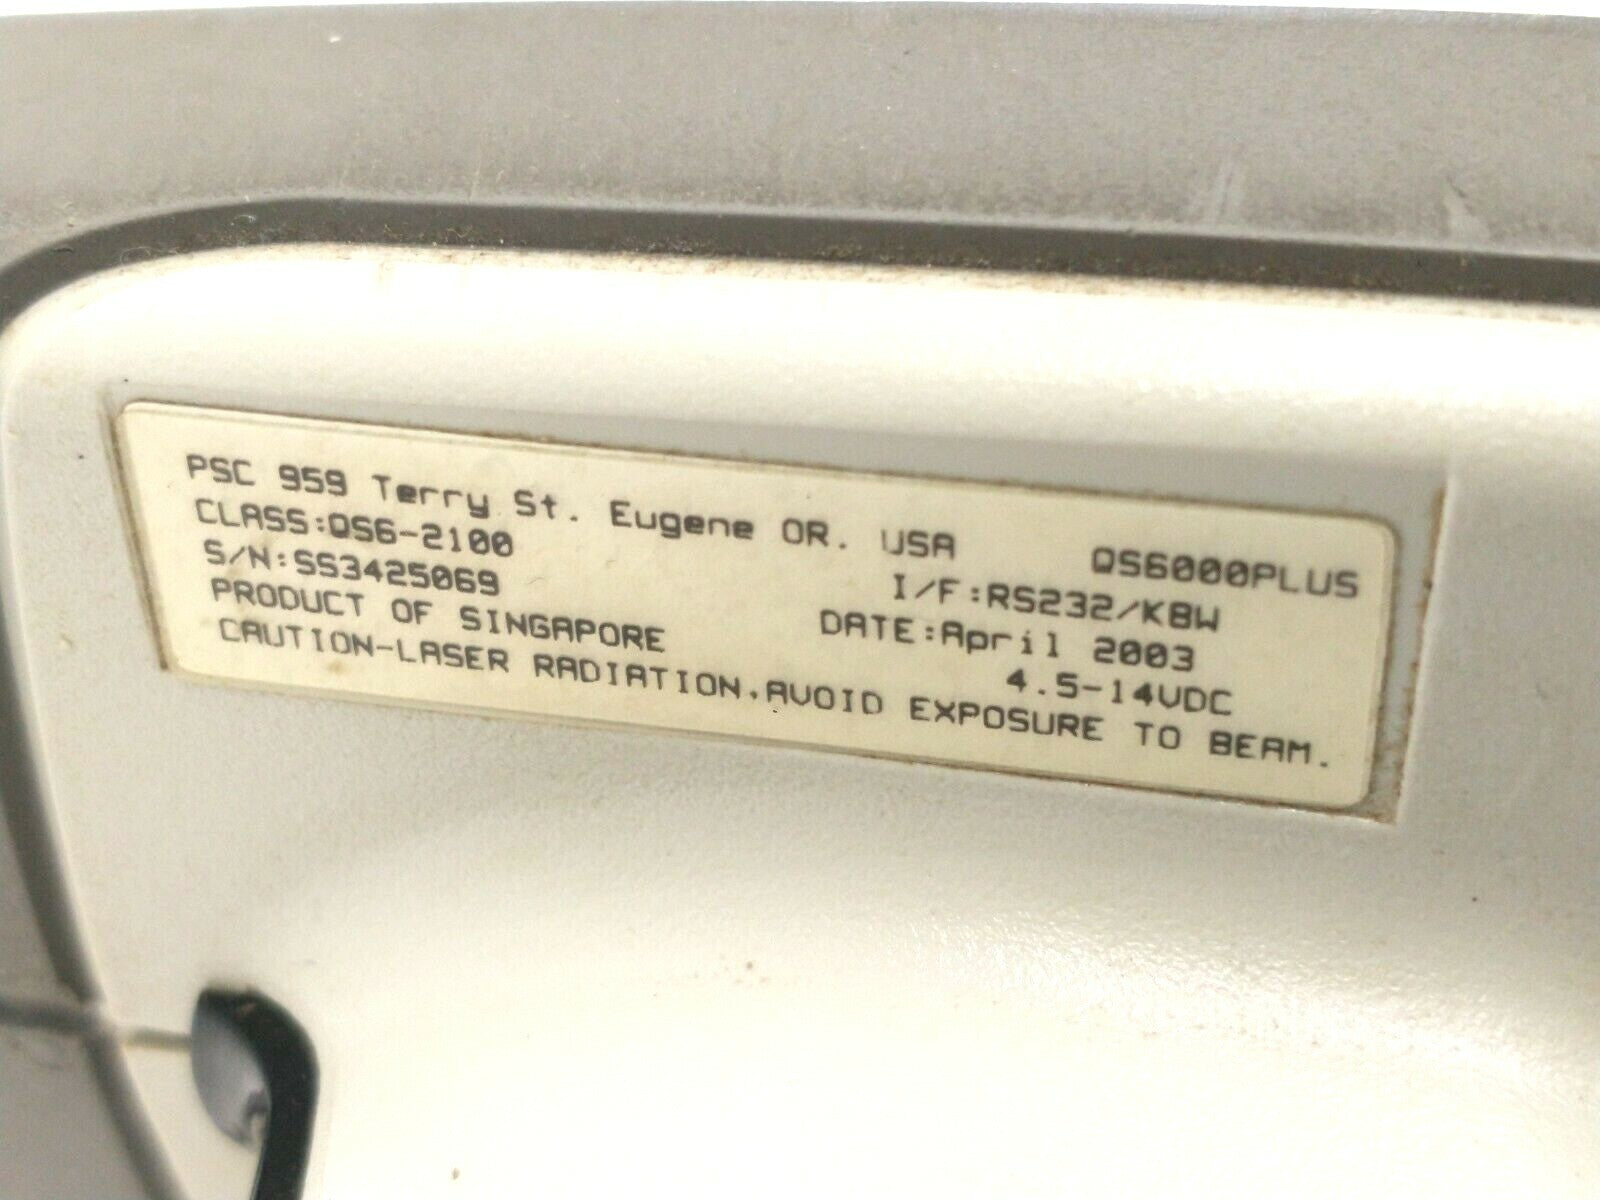 PSC 959 Terry St. Eugene OR. USA QS6000PLUS
CLASS:QS6-2100 I/F:RS232/KBW
S/N:SS3425069 DATE:April 2003
PRODUCT OF SINGAPORE 4.5-14VDC
CAUTION-LASER RADIATION,AVOID EXPOSURE TO BEAM.